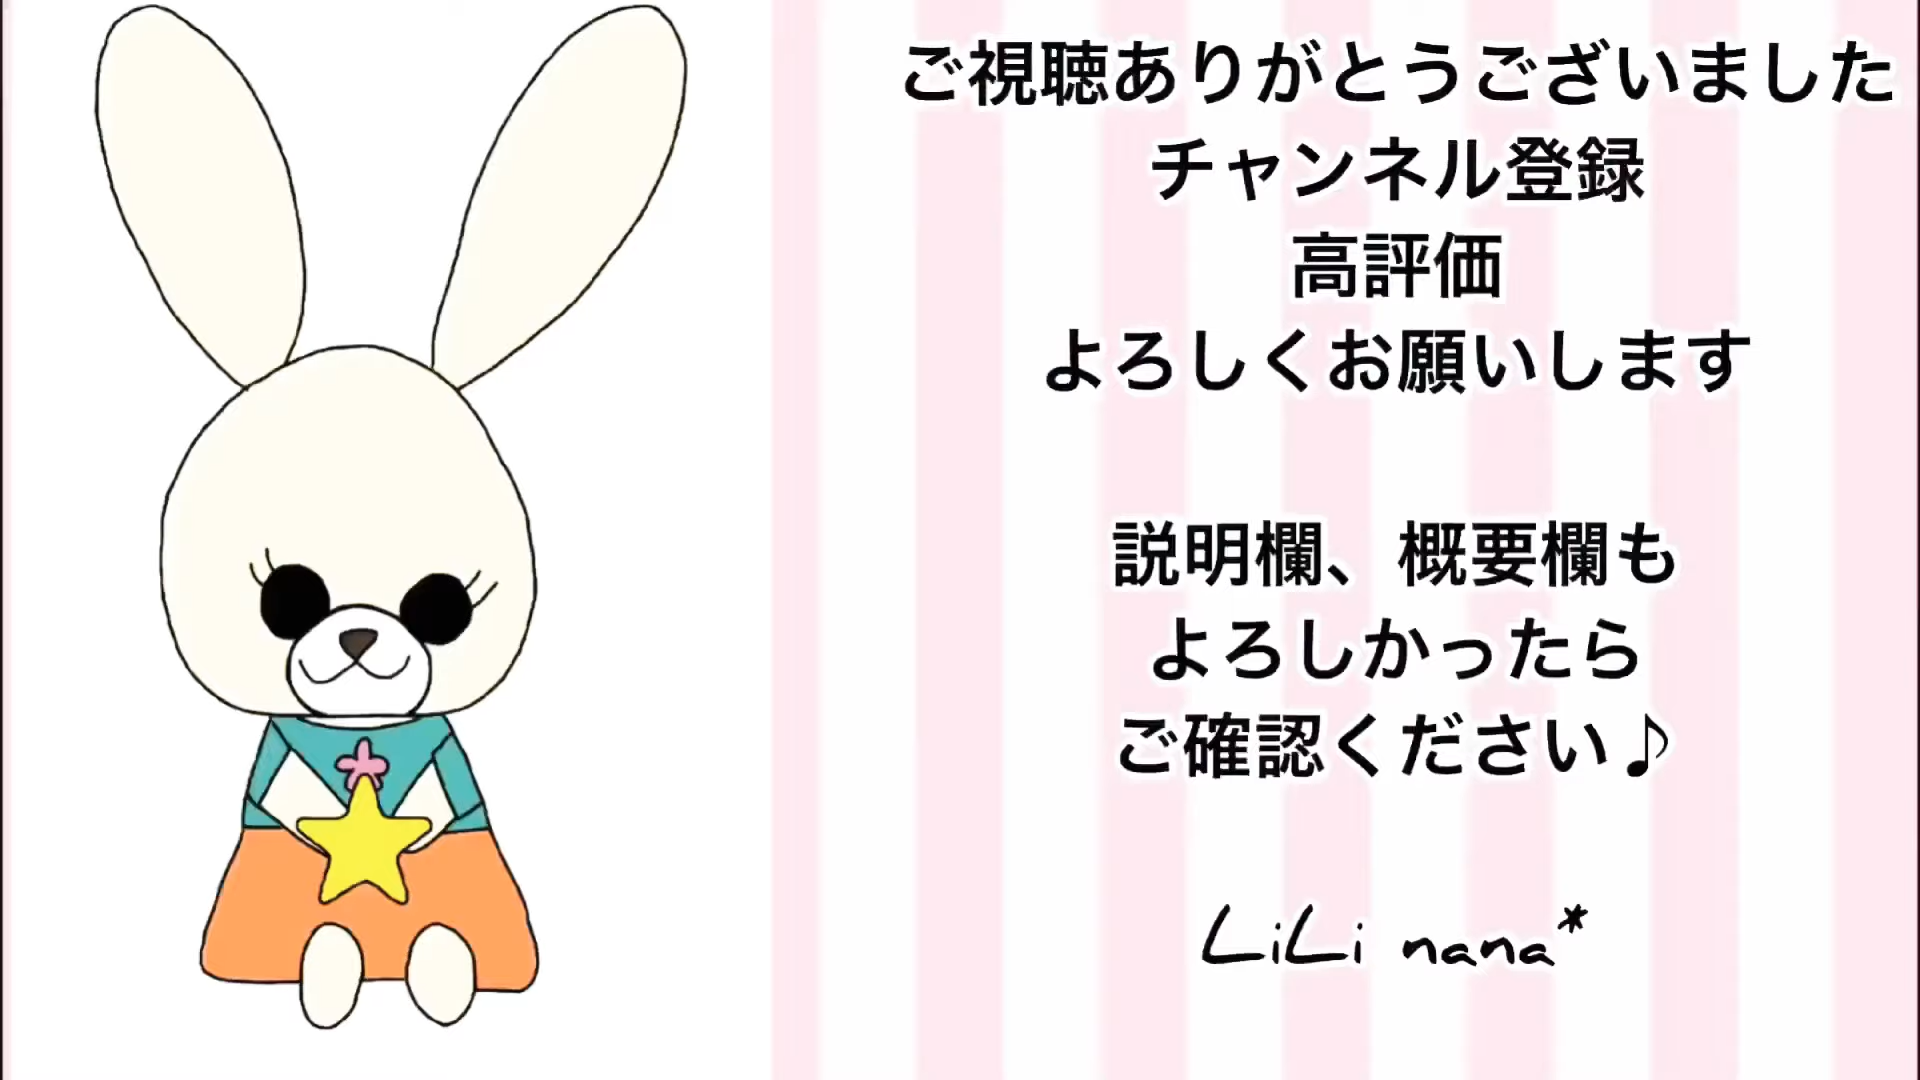 ご視聴ありがとうございました
チャンネル登録
高評価
よろしくお願いします
説明欄、概要欄も
よろしかったら
ご確認ください♪
LiLi nana*